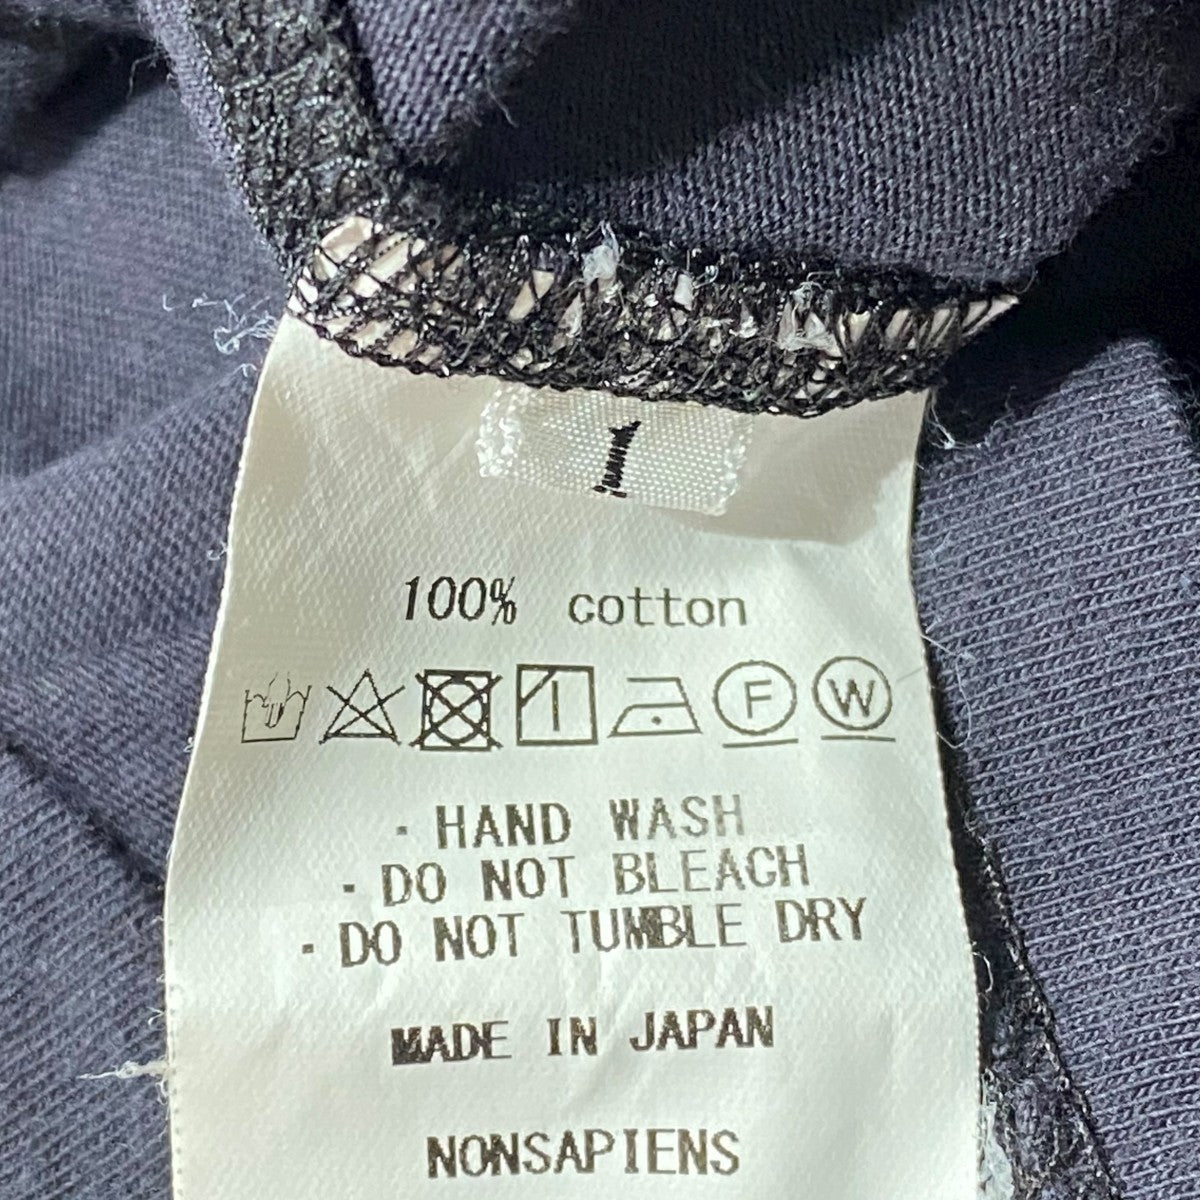 1
100% cotton
F W
· HAND WASH
· DO NOT BLEACH
· DO NOT TUMBLE DRY
MADE IN JAPAN
NONSAPIENS